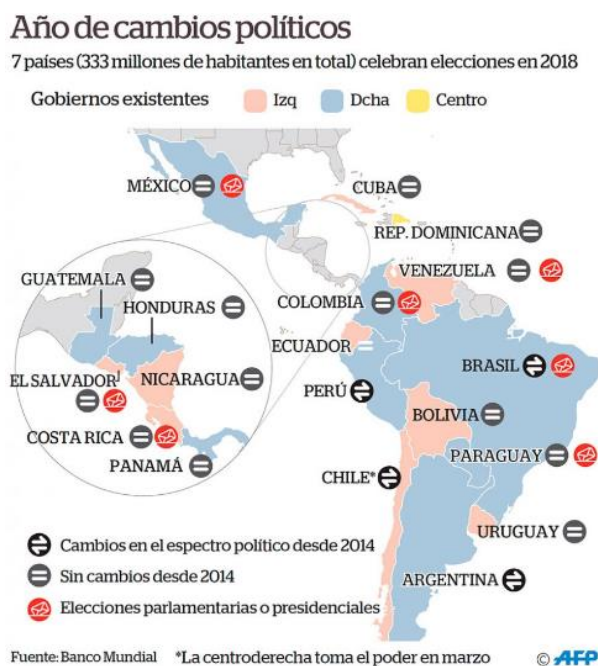 Año de cambios políticos
7 países (333 millones de habitantes en total) celebran elecciones en 2018
Gobiernos existentes Izq Dcha Centro
MÉXICO
CUBA
REP. DOMINICANA
VENEZUELA
GUATEMALA
HONDURAS
COLOMBIA
ECUADOR
BRASIL
EL SALVADOR
NICARAGUA
PERÚ
BOLIVIA
COSTA RICA
PARAGUAY
PANAMÁ
CHILE*
URUGUAY
Cambios en el espectro político desde 2014
Sin cambios desde 2014
ARGENTINA
Elecciones parlamentarias o presidenciales
Fuente: Banco Mundial *La centroderecha toma el poder en marzo © AFP